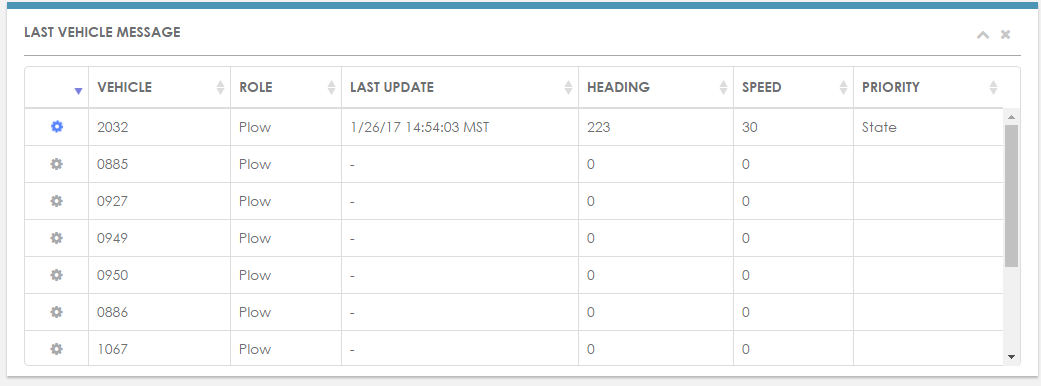 LAST VEHICLE MESSAGE
VEHICLE ROLE LAST UPDATE HEADING SPEED PRIORITY
2032 Plow 1/26/17 14:54:03 MST 223 30 State
0885 Plow - 0 0
0927 Plow - 0 0
0949 Plow - 0 0
0950 Plow - 0 0
0886 Plow - 0 0
1067 Plow - 0 0